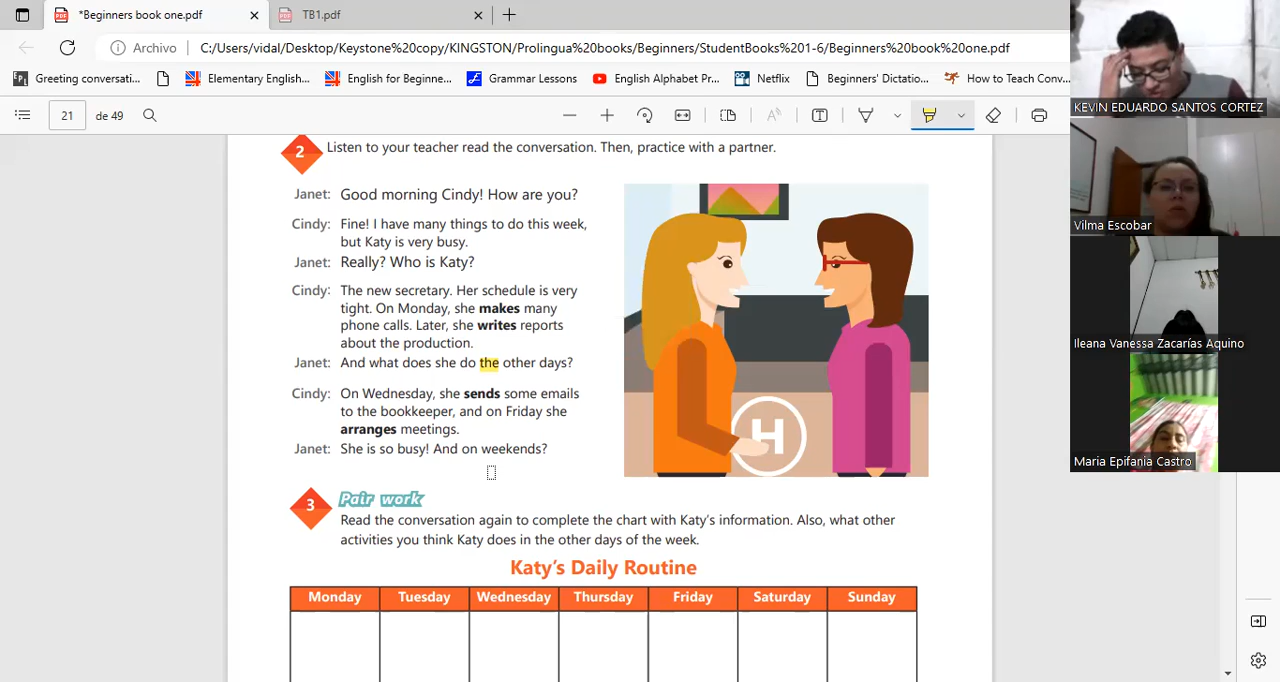 *Beginners book one.pdf
TB1.pdf
Archivo
C:/Users/vidal/Desktop/Keystone%20copy/KINGSTON/Prolingua%20books/Beginners/StudentBooks%201-6/Beginners%20book%20one.pdf
Greeting conversati...
Elementary English...
English for Beginne...
Grammar Lessons
English Alphabet Pr...
Netflix
Beginners' Dictatio...
How to Teach Conv...
21 de 49
KEVIN EDUARDO SANTOS CORTEZ
Vilma Escobar
Ileana Vanessa Zacarías Aquino
Maria Epifania Castro
2 Listen to your teacher read the conversation. Then, practice with a partner.
Janet: Good morning Cindy! How are you?
Cindy: Fine! I have many things to do this week,
but Katy is very busy.
Janet: Really? Who is Katy?
Cindy: The new secretary. Her schedule is very
tight. On Monday, she makes many
phone calls. Later, she writes reports
about the production.
Janet: And what does she do the other days?
Cindy: On Wednesday, she sends some emails
to the bookkeeper, and on Friday she
arranges meetings.
Janet: She is so busy! And on weekends?
H
3 Pair work
Read the conversation again to complete the chart with Katy's information. Also, what other
activities you think Katy does in the other days of the week.
Katy's Daily Routine
Monday Tuesday Wednesday Thursday Friday Saturday Sunday